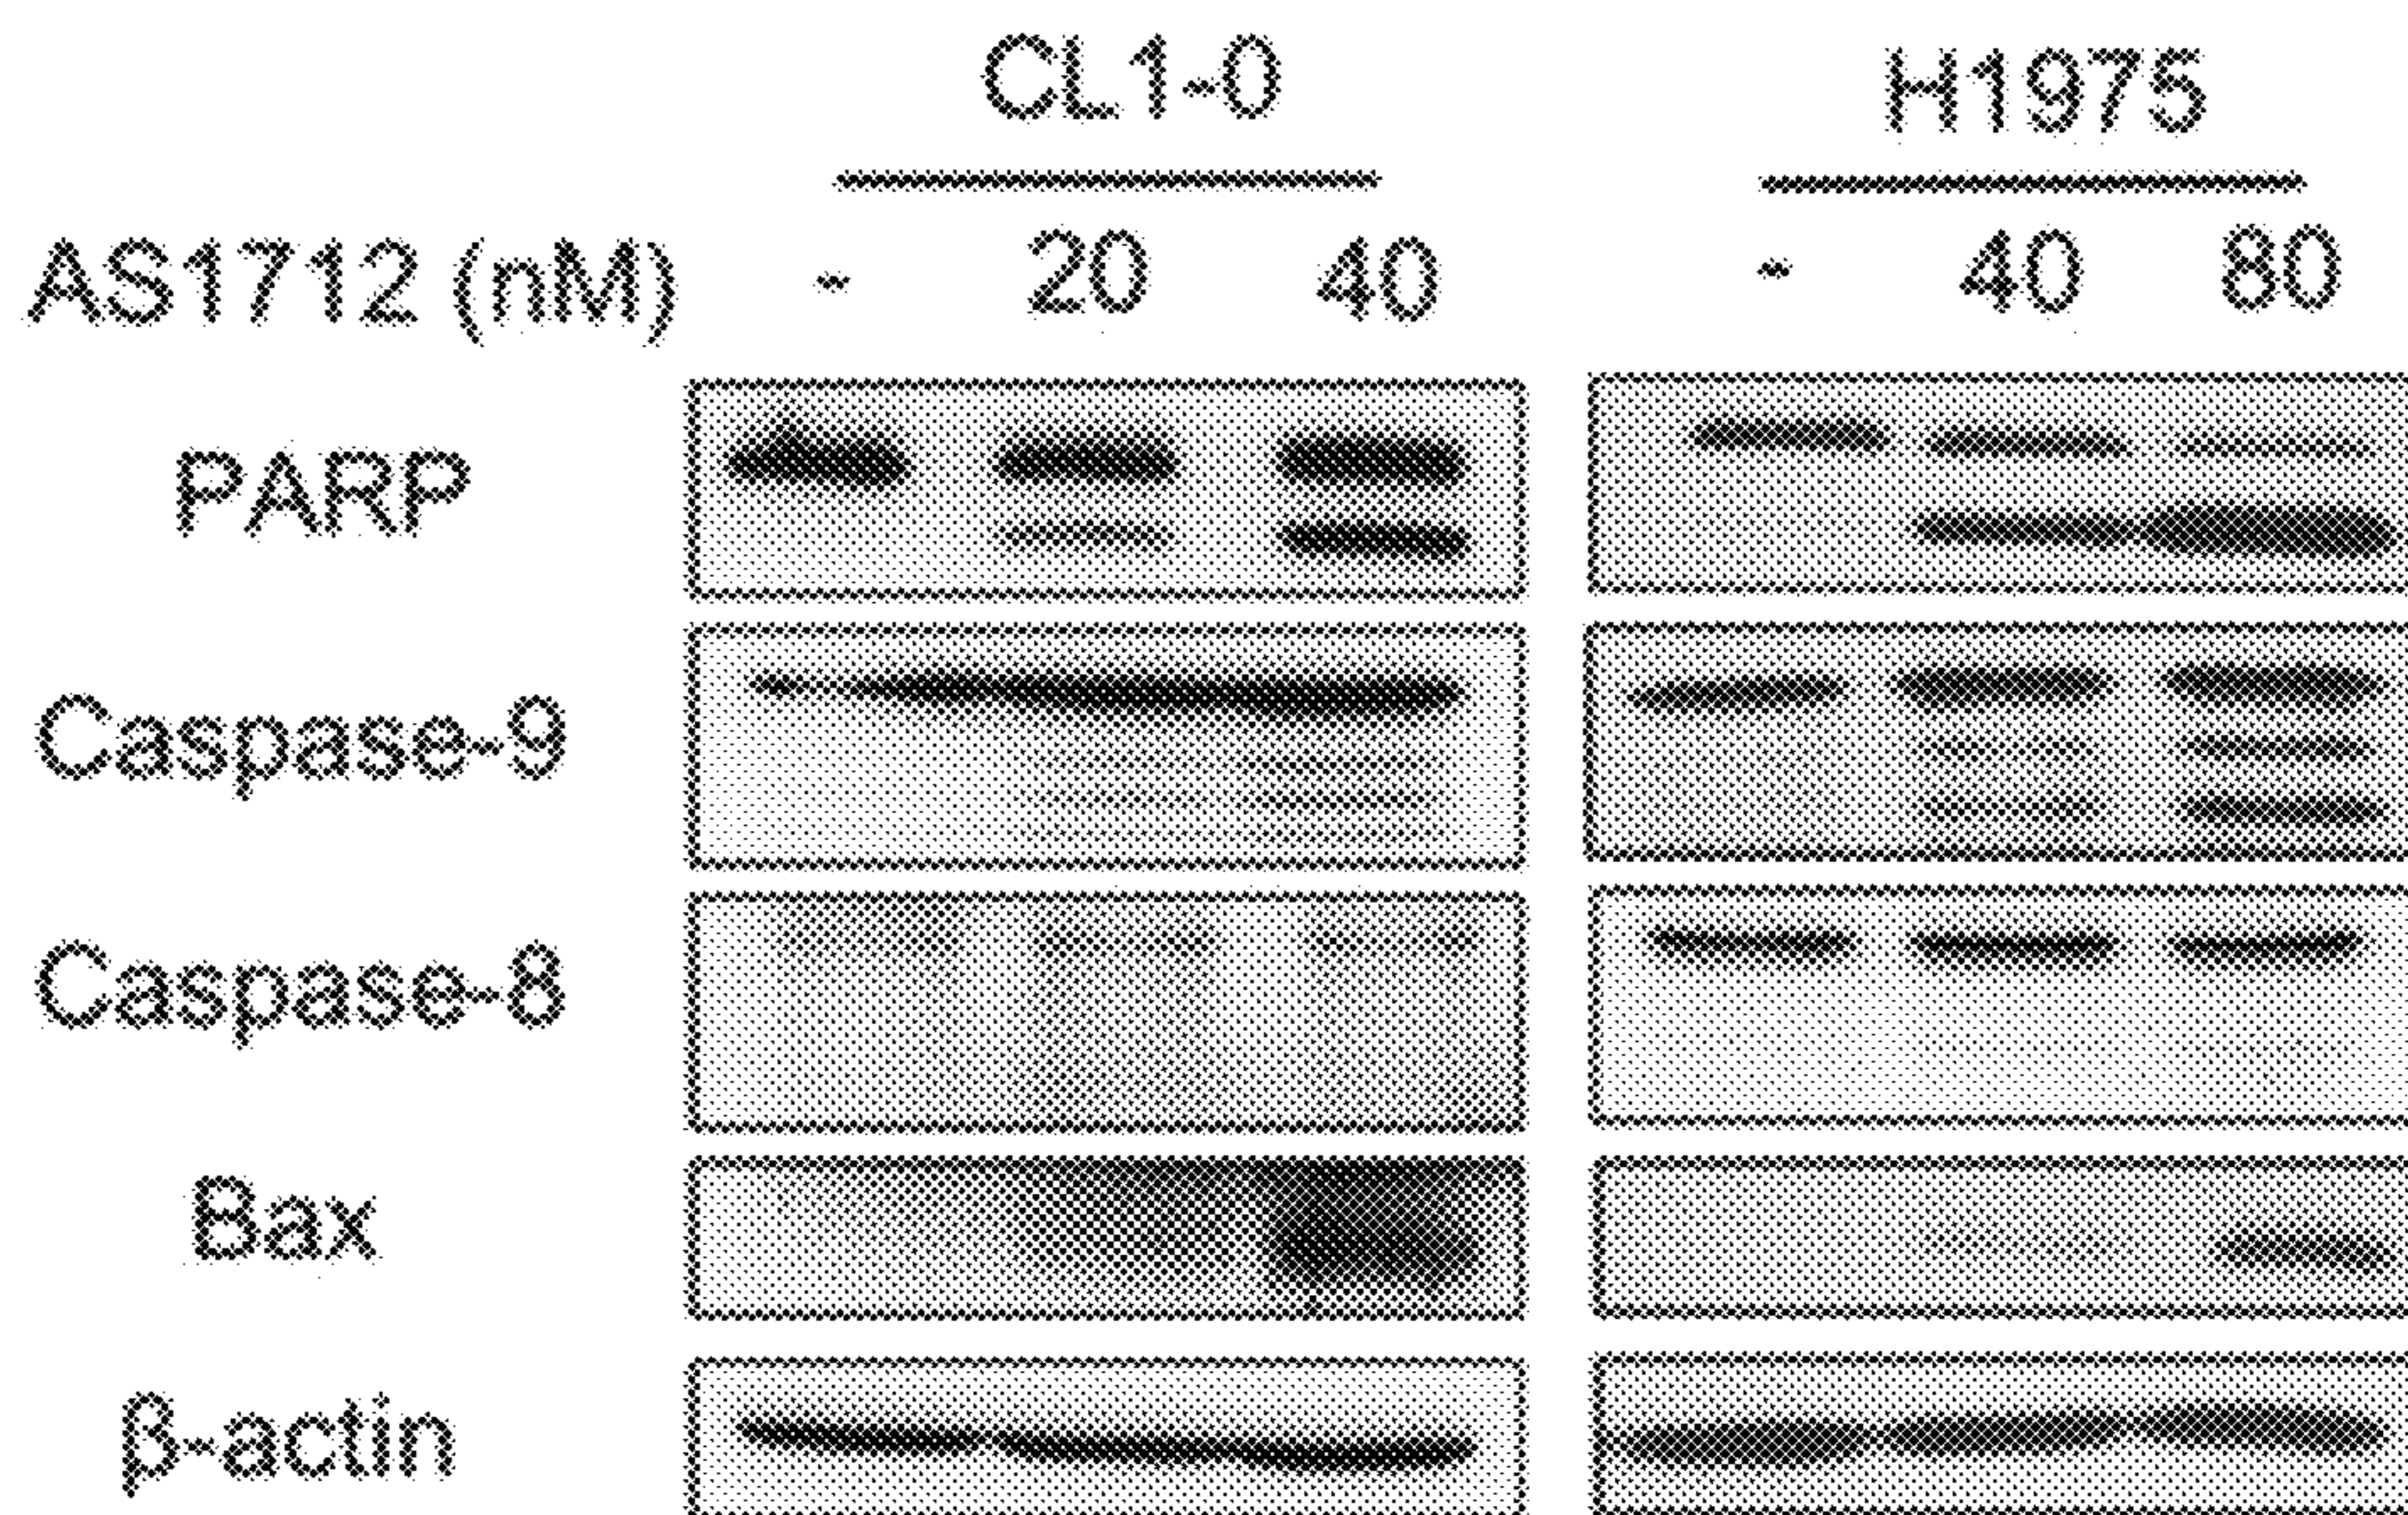 CL1-0 H1975
AS1712 (nM) - 20 40 - 40 80
PARP
Caspase-9
Caspase-8
Bax
β-actin